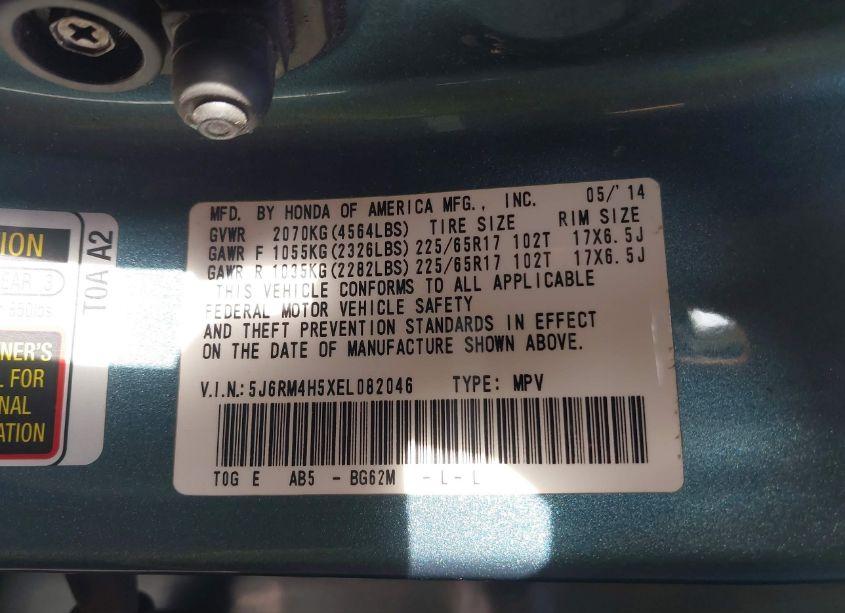 MFD. BY HONDA OF AMERICA MFG., INC. 05/'14
GVWR 2070KG(4564LBS) TIRE SIZE RIM SIZE
GAWR F 1055KG(2326LBS) 225/65R17 102T 17X6.5J
GAWR R 1035KG(2282LBS) 225/65R17 102T 17X6.5J
THIS VEHICLE CONFORMS TO ALL APPLICABLE
FEDERAL MOTOR VEHICLE SAFETY
AND THEFT PREVENTION STANDARDS IN EFFECT
ON THE DATE OF MANUFACTURE SHOWN ABOVE.
V.I.N.: 5J6RM4H5XEL082046 TYPE: MPV
T0G E AB5 - BG62M - L - L
T0A A2
ION
EAR 3
850lbs
NER'S
FOR
NAL
ATION